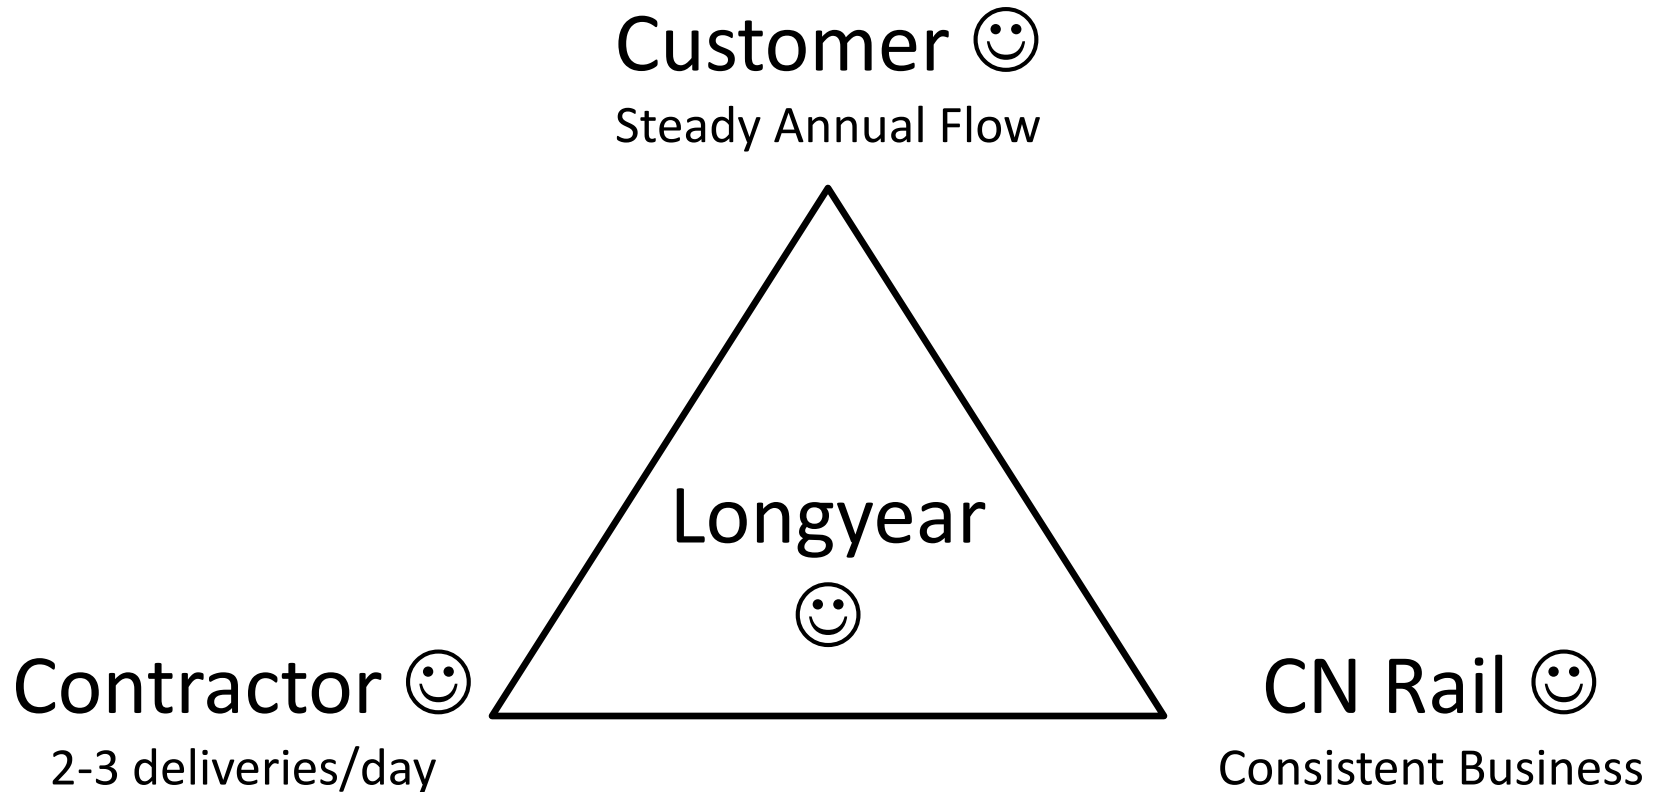 Customer ☺
Steady Annual Flow
Longyear
☺
Contractor ☺
2-3 deliveries/day
CN Rail ☺
Consistent Business